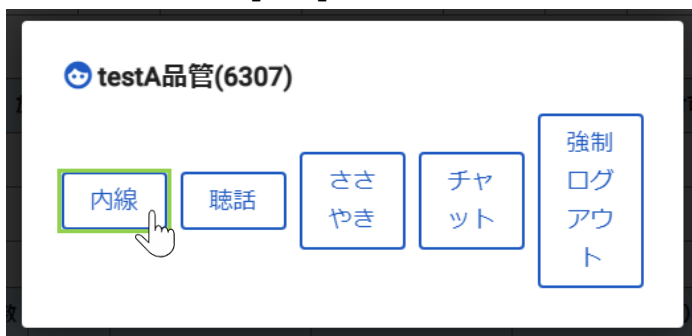 testA品管(6307)
内線
聴話
ささ
やき
チャ
ット
強制
ログ
アウ
ト